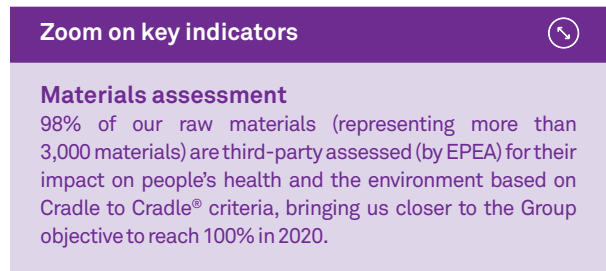 Zoom on key indicators
Materials assessment
98% of our raw materials (representing more than
3,000 materials) are third-party assessed (by EPEA) for their
impact on people's health and the environment based on
Cradle to Cradle® criteria, bringing us closer to the Group
objective to reach 100% in 2020.